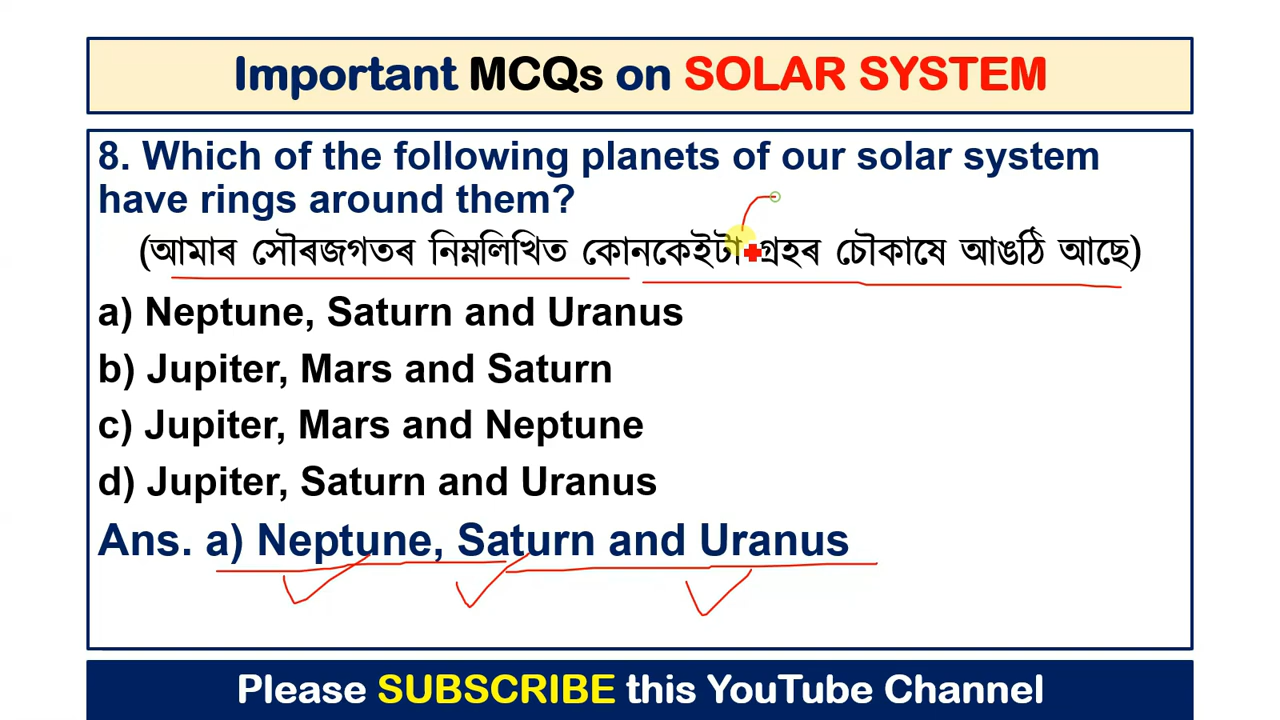 Important MCQs on SOLAR SYSTEM
8. Which of the following planets of our solar system
have rings around them?
(আমাৰ সৌৰজগতৰ নিম্নলিখিত কোনকেইটা গ্ৰহৰ চৌকাষে আঙঠি আছে)
a) Neptune, Saturn and Uranus
b) Jupiter, Mars and Saturn
c) Jupiter, Mars and Neptune
d) Jupiter, Saturn and Uranus
Ans. a) Neptune, Saturn and Uranus
Please SUBSCRIBE this YouTube Channel